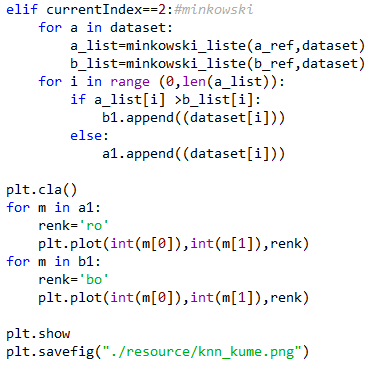 elif currentIndex==2:#minkowski
    for a in dataset:
        a_list=minkowski_liste(a_ref,dataset)
        b_list=minkowski_liste(b_ref,dataset)
    for i in range (0,len(a_list)):
        if a_list[i] >b_list[i]:
            b1.append((dataset[i]))
        else:
            a1.append((dataset[i]))

plt.cla()
for m in a1:
    renk='ro'
    plt.plot(int(m[0]),int(m[1]),renk)
for m in b1:
    renk='bo'
    plt.plot(int(m[0]),int(m[1]),renk)

plt.show
plt.savefig("./resource/knn_kume.png")